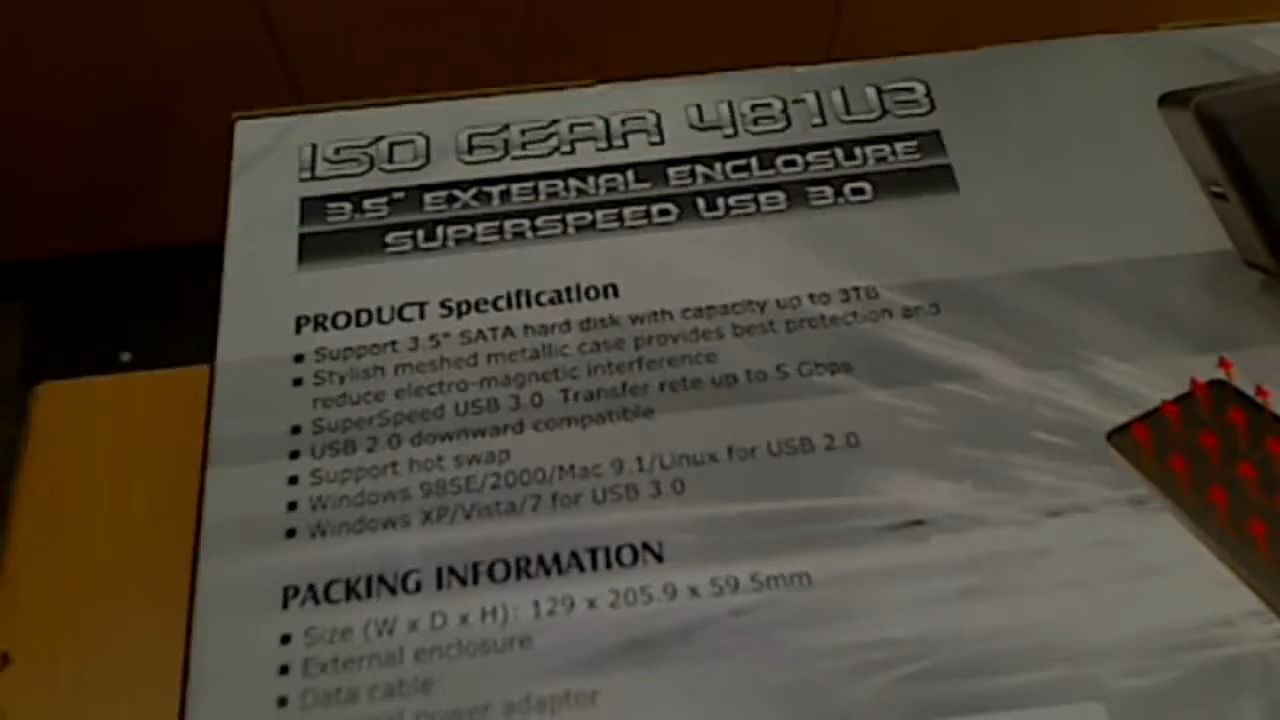 ISO GEAR 481U3
3.5" EXTERNAL ENCLOSURE
SUPERSPEED USB 3.0
PRODUCT Specification
▪ Support 3.5" SATA hard disk with capacity up to 3TB
▪ Stylish meshed metallic case provides best protection and
reduce electro-magnetic interference
▪ SuperSpeed USB 3.0 Transfer rete up to 5 Gbps
▪ USB 2.0 downward compatible
▪ Support hot swap
▪ Windows 98SE/2000/Mac 9.1/Linux for USB 2.0
▪ Windows XP/Vista/7 for USB 3.0
PACKING INFORMATION
▪ Size (W x D x H): 129 x 205.9 x 59.5mm
▪ External enclosure
▪ Data cable
power adapter